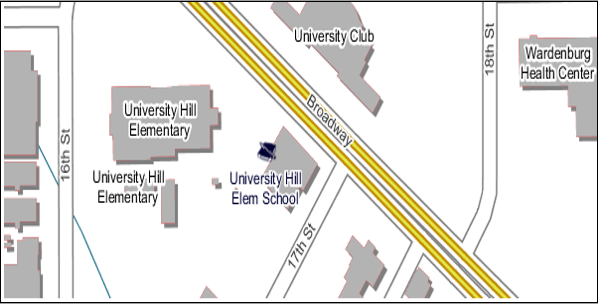 University Club
18th St
Wardenburg
Health Center
Broadway
University Hill
Elementary
16th St
University Hill
Elementary
University Hill
Elem School
17th St